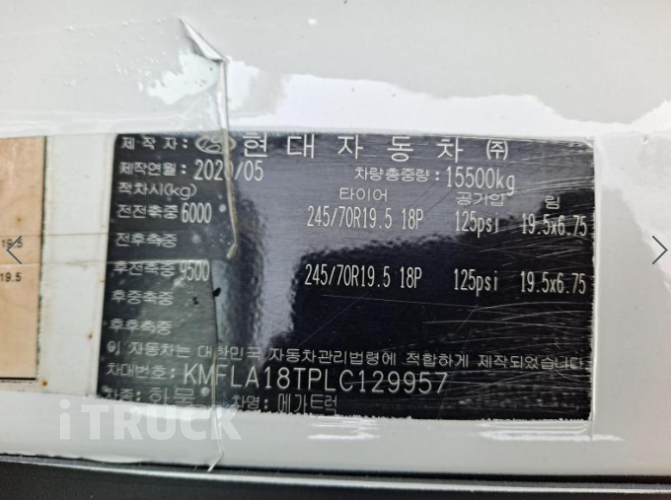 제작자: 현대자동차 ㈜
제작연월: 2020/05 차량총중량: 15500kg
적차시(kg) 타이어 공기압 림
전전축중 6000 245/70R19.5 18P 125psi 19.5x6.75
전후축중
후전축중 9500 245/70R19.5 18P 125psi 19.5x6.75
후중축중
후후축중
이 자동차는 대한민국 자동차관리법령에 적합하게 제작되었습니다
차대번호: KMFLA18TPLC129957
차종: 화물 차명: 메가트럭
19.5
19.5
iTRUCK